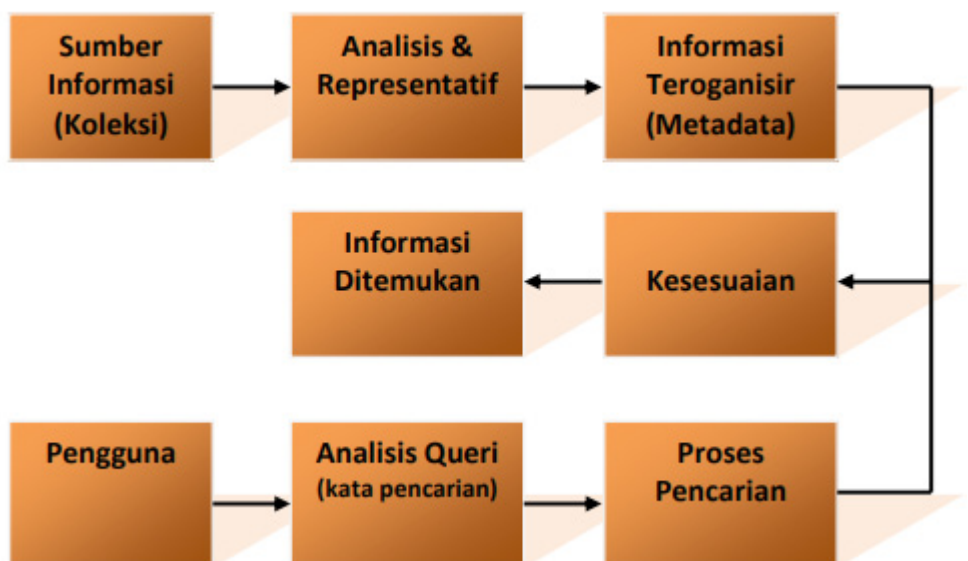 Sumber
Informasi
(Koleksi)
Analisis &
Representatif
Informasi
Teroganisir
(Metadata)
Informasi
Ditemukan
Kesesuaian
Pengguna
Analisis Queri
(kata pencarian)
Proses
Pencarian